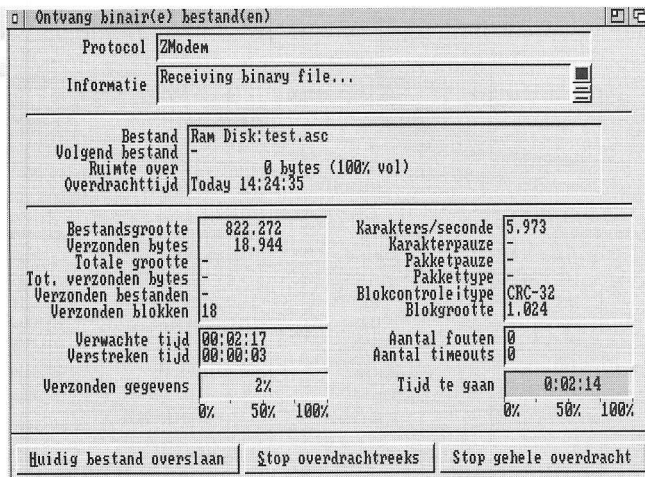 Ontvang binair(e) bestand(en)
Protocol ZModem
Informatie Receiving binary file...
Bestand Ram Disk:test.asc
Volgend bestand -
Ruimte over 0 bytes (100% vol)
Overdrachttijd Today 14:24:35
Bestandsgrootte 822.272
Verzonden bytes 18.944
Totale grootte -
Tot. verzonden bytes -
Verzonden bestanden -
Verzonden blokken 18
Karakters/seconde 5.973
Karakterpauze -
Pakketpauze -
Pakkettype -
Blokcontroleitype CRC-32
Blokgrootte 1.024
Verwachte tijd 00:02:17
Verstreken tijd 00:00:03
Aantal fouten 0
Aantal timeouts 0
Verzonden gegevens 2%
0% 50% 100%
Tijd te gaan 0:02:14
0% 50% 100%
Huidig bestand overslaan
Stop overdrachtreeks
Stop gehele overdracht